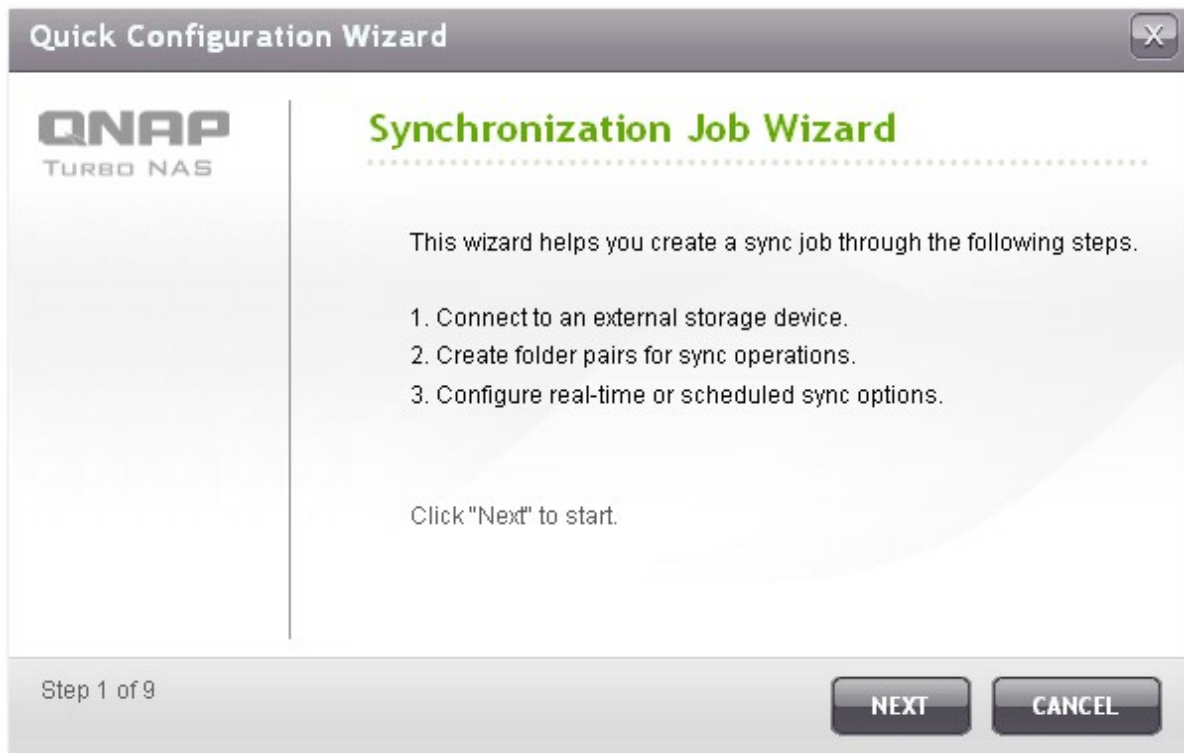 Quick Configuration Wizard
X
QNAP
TURBO NAS
Synchronization Job Wizard
This wizard helps you create a sync job through the following steps.
1. Connect to an external storage device.
2. Create folder pairs for sync operations.
3. Configure real-time or scheduled sync options.
Click "Next" to start.
Step 1 of 9
NEXT
CANCEL